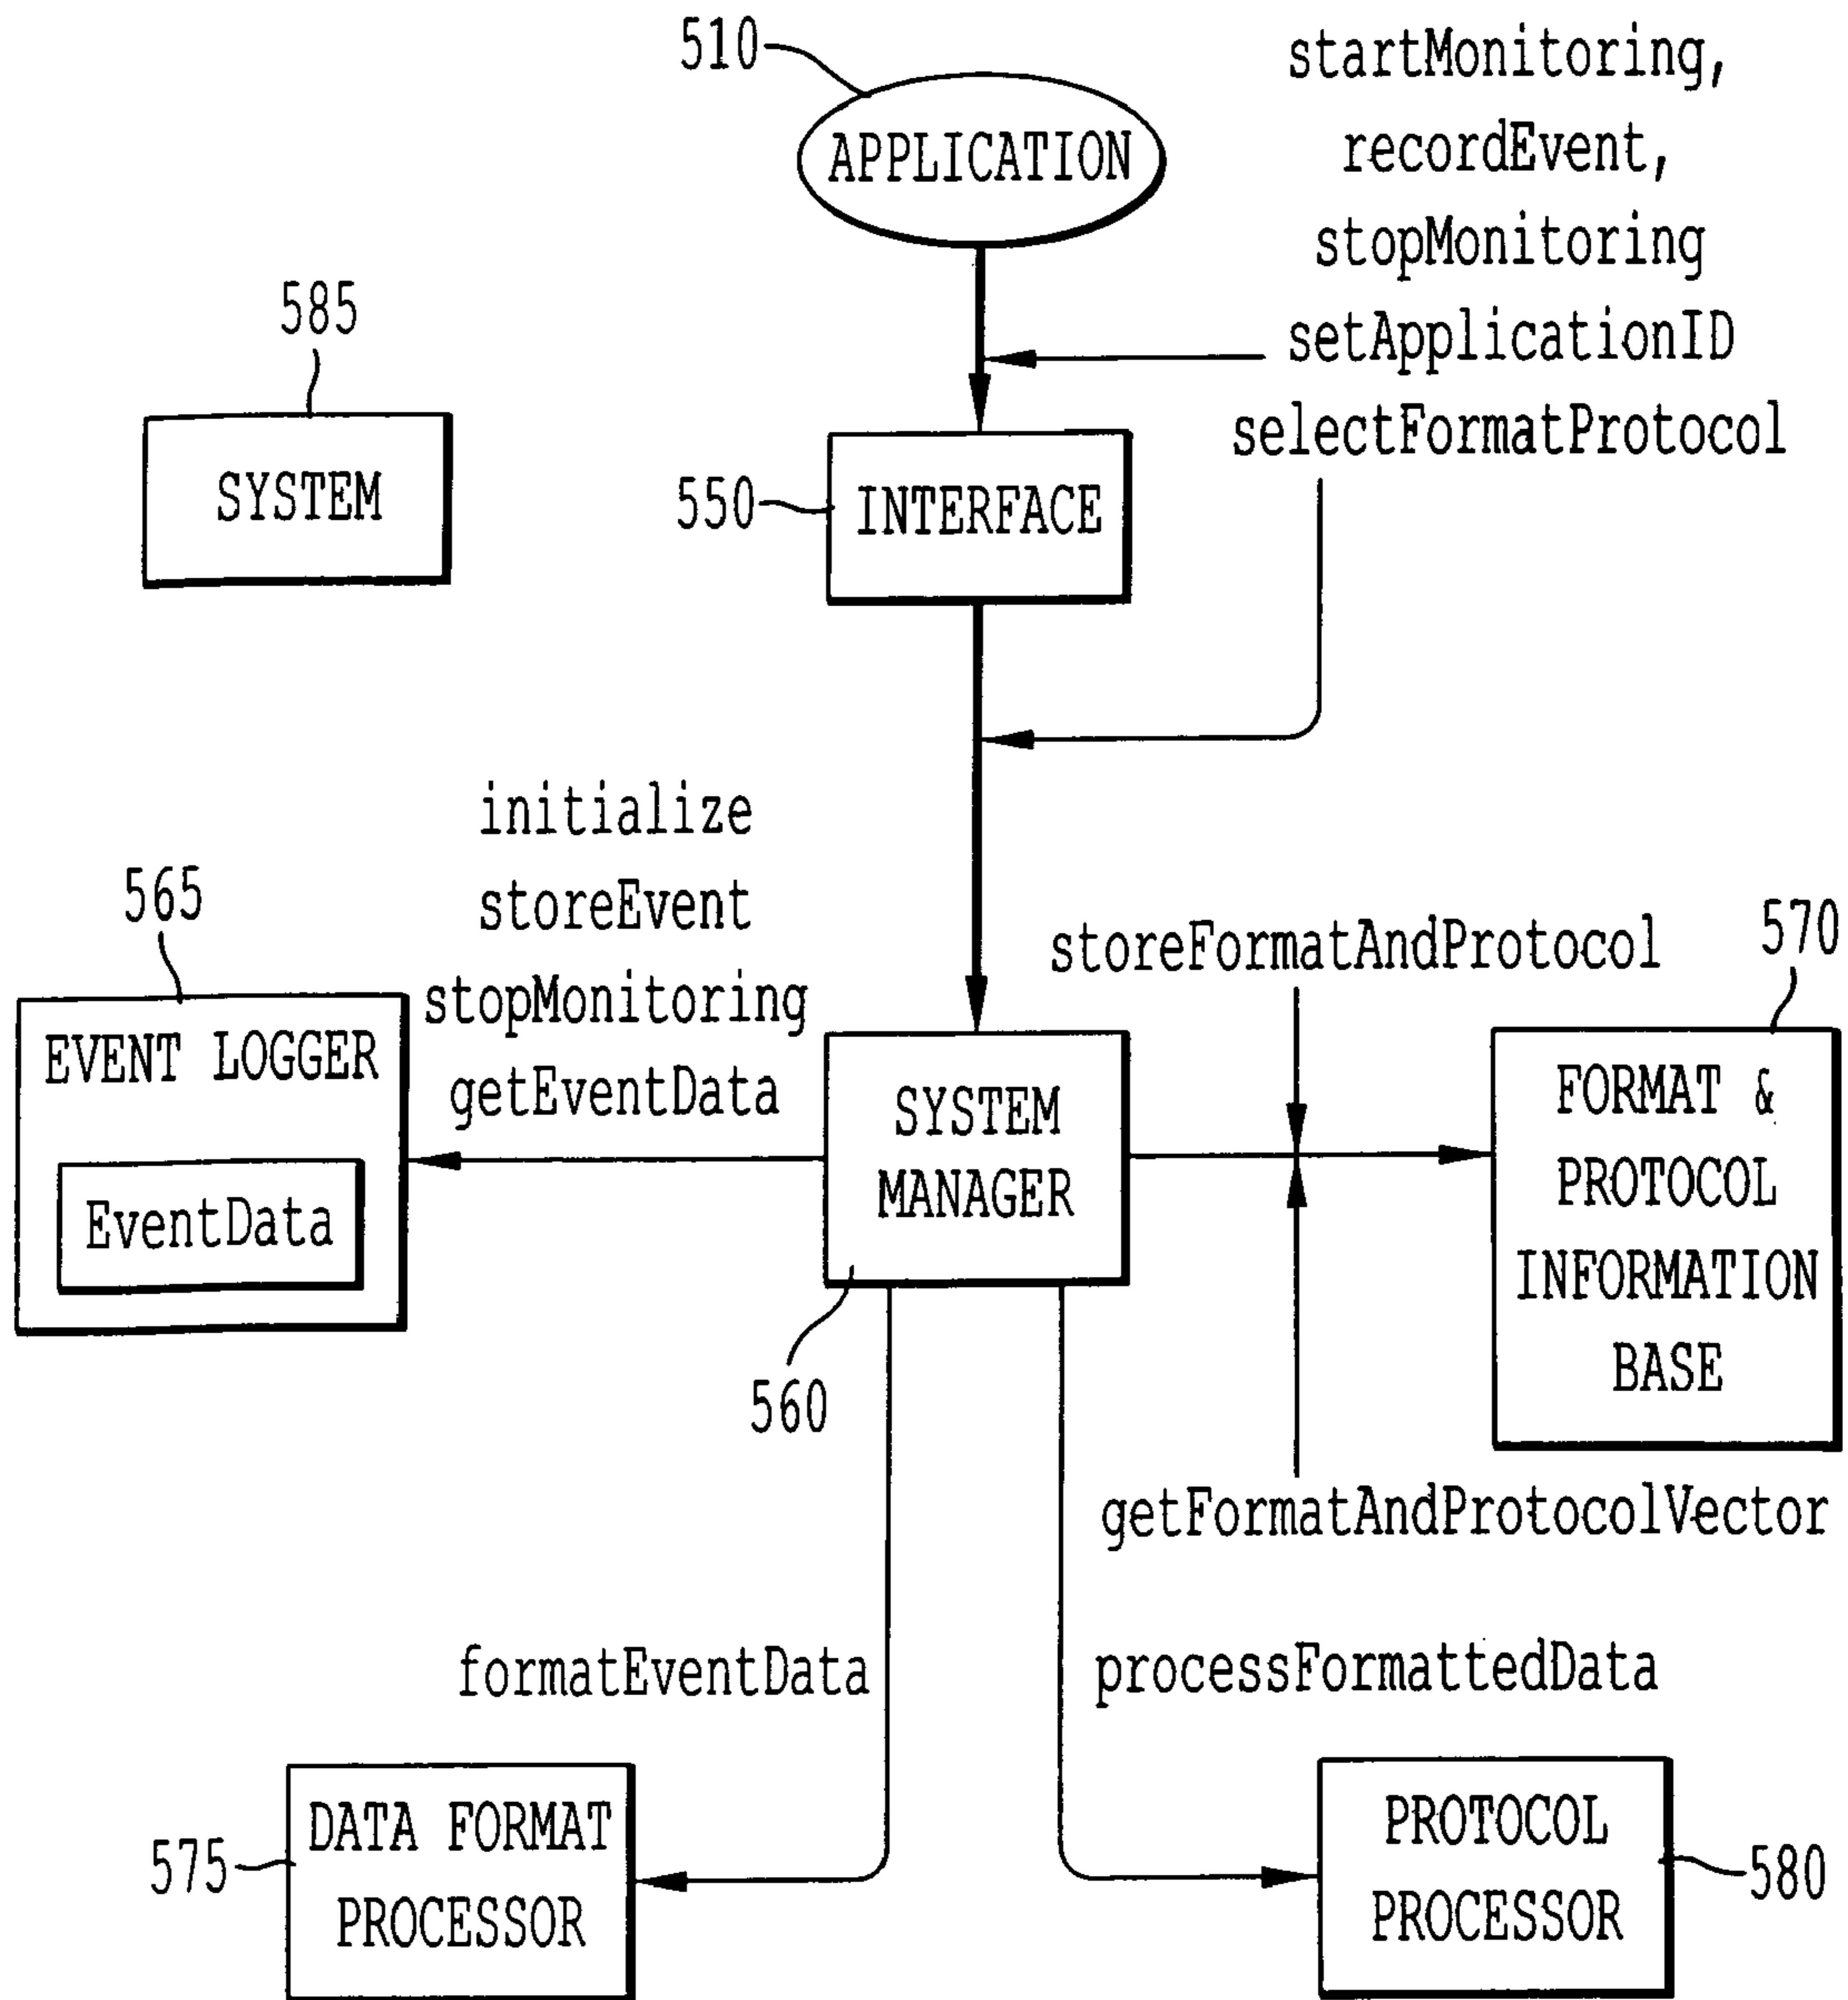 510
APPLICATION
startMonitoring,
recordEvent,
stopMonitoring
setApplicationID
selectFormatProtocol
585
SYSTEM
550
INTERFACE
initialize
storeEvent
stopMonitoring
getEventData
565
EVENT LOGGER
EventData
SYSTEM
MANAGER
560
storeFormatAndProtocol
570
FORMAT &
PROTOCOL
INFORMATION
BASE
getFormatAndProtocolVector
formatEventData
processFormattedData
575
DATA FORMAT
PROCESSOR
PROTOCOL
PROCESSOR
580